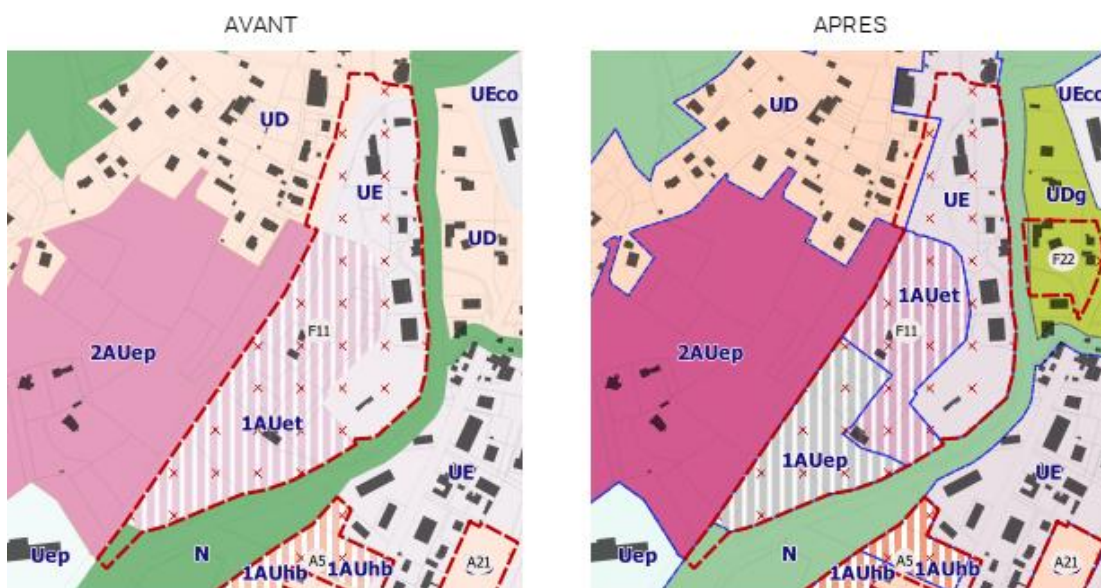 AVANT
UD
UEco
UE
UD
F11
2AUep
1AUet
UE
Uep
N
A5
1AUhb
1AUhb
A21
APRES
UD
UEco
UE
UDg
F22
1AUet
F11
2AUep
1AUep
UE
Uep
N
A5
1AUhb
1AUhb
A21